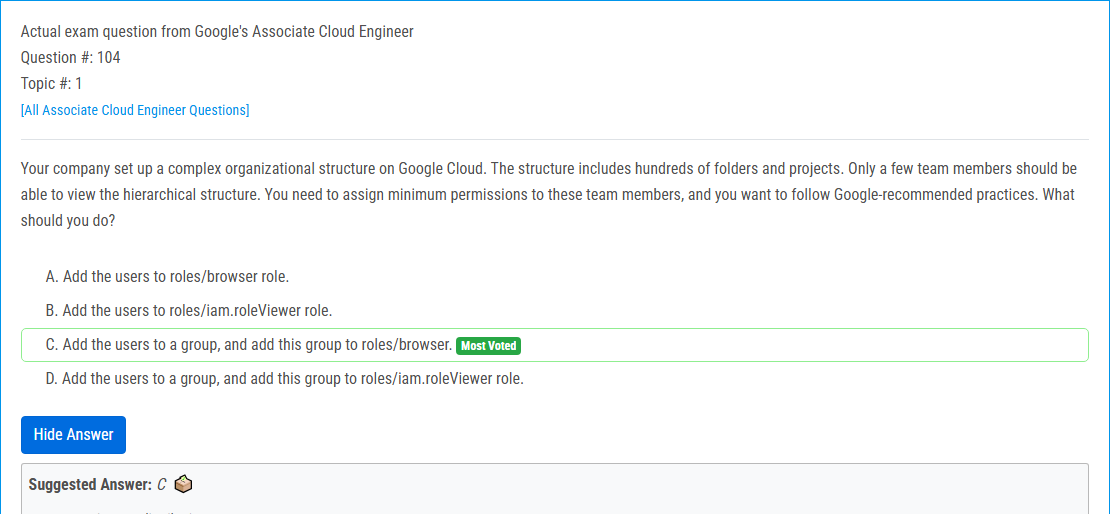 Actual exam question from Google's Associate Cloud Engineer
Question #: 104
Topic #: 1
[All Associate Cloud Engineer Questions]
Your company set up a complex organizational structure on Google Cloud. The structure includes hundreds of folders and projects. Only a few team members should be
able to view the hierarchical structure. You need to assign minimum permissions to these team members, and you want to follow Google-recommended practices. What
should you do?
A. Add the users to roles/browser role.
B. Add the users to roles/iam.roleViewer role.
C. Add the users to a group, and add this group to roles/browser. Most Voted
D. Add the users to a group, and add this group to roles/iam.roleViewer role.
Hide Answer
Suggested Answer: C